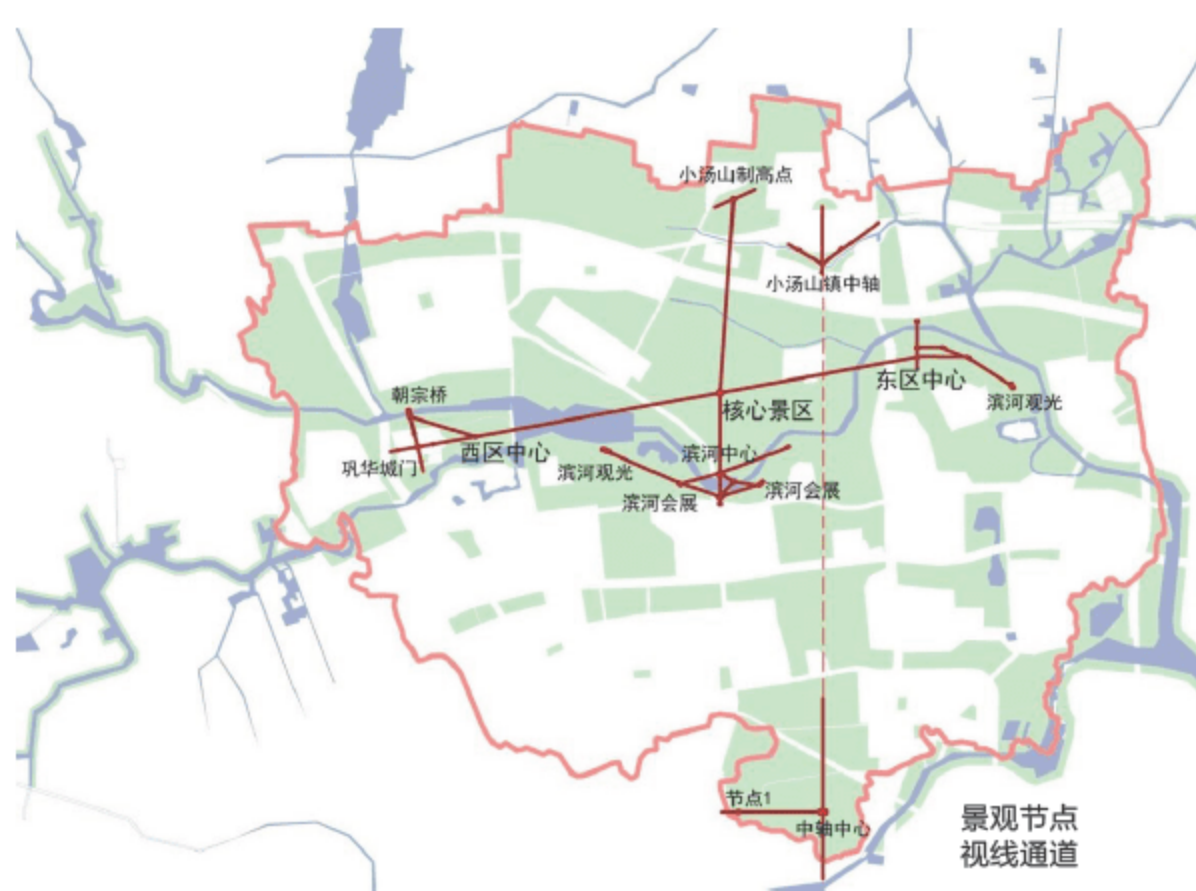 小汤山制高点
小汤山镇中轴
东区中心
朝宗桥
滨河观光
核心景区
西区中心
滨河中心
巩华城门
滨河观光
滨河会展
滨河会展
节点1
中轴中心
景观节点
视线通道